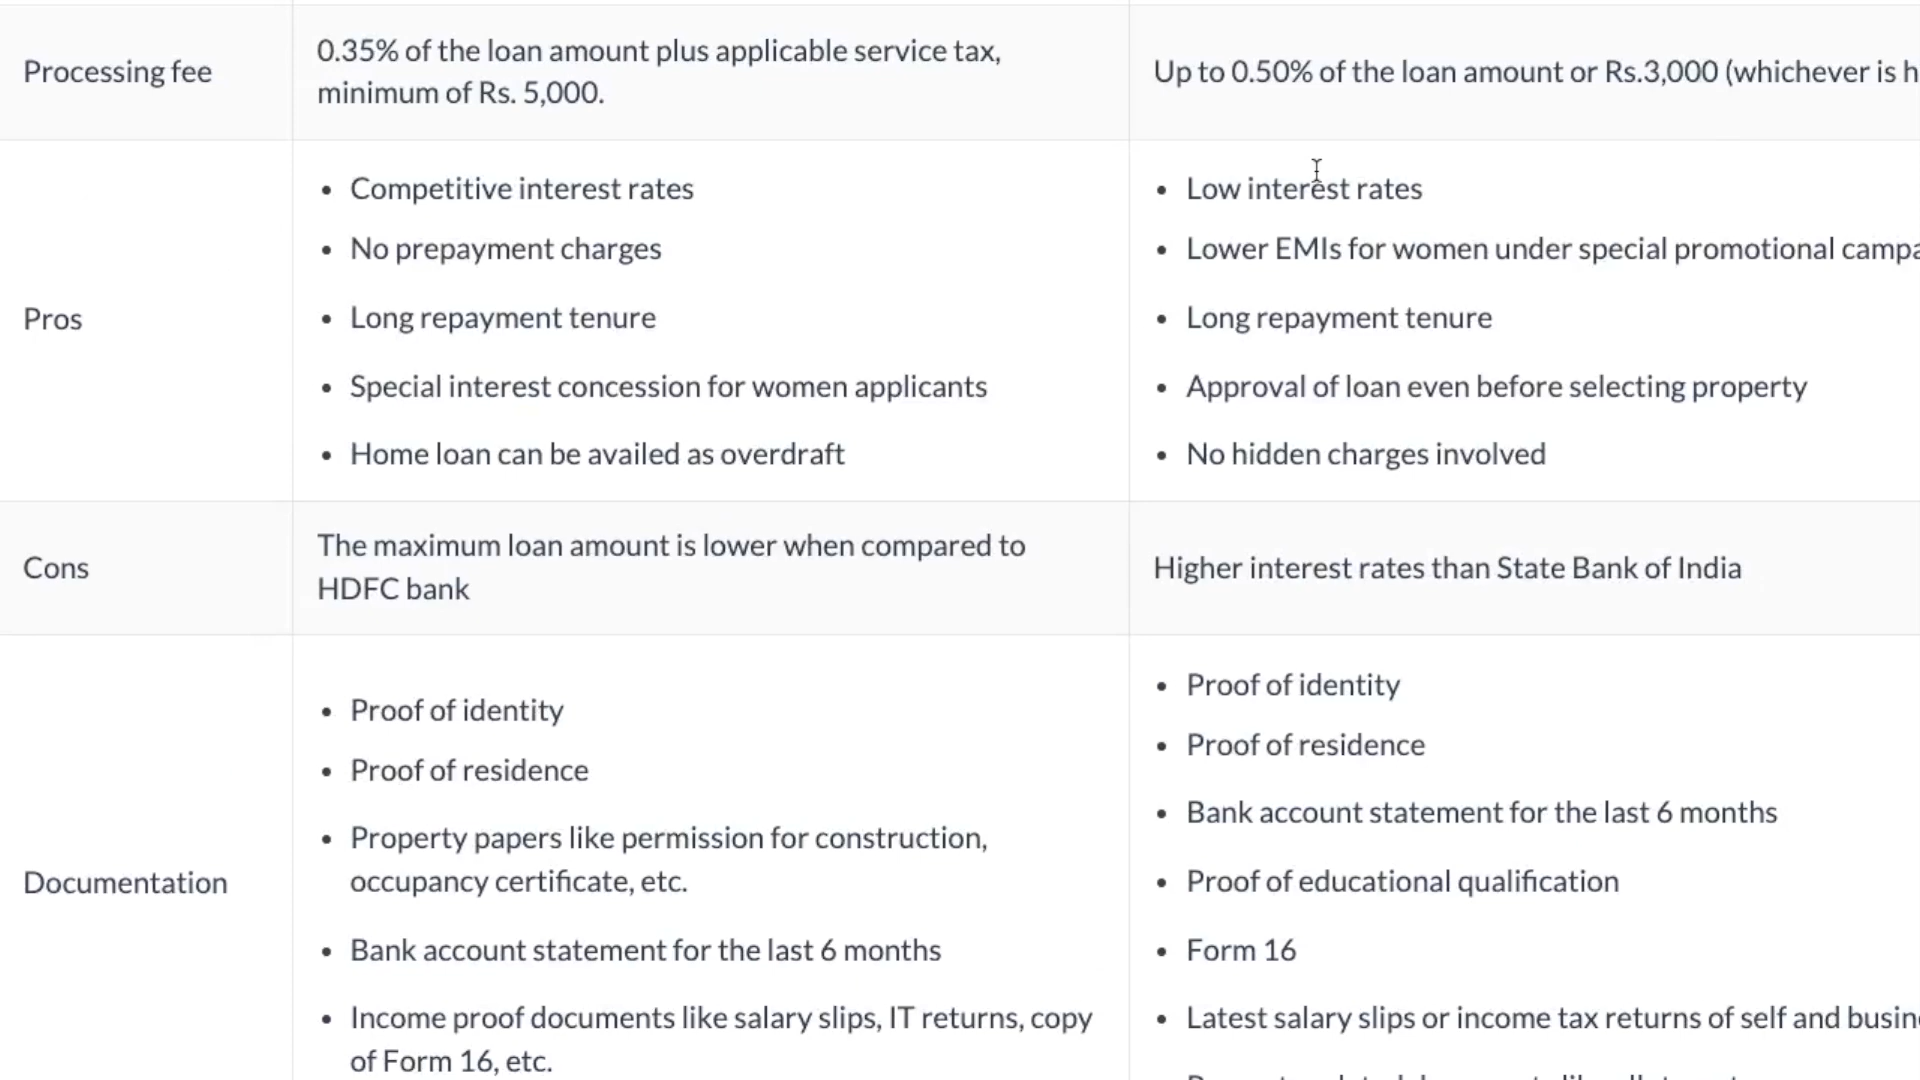 Processing fee
0.35% of the loan amount plus applicable service tax,
minimum of Rs. 5,000.
Up to 0.50% of the loan amount or Rs.3,000 (whichever is
Pros
• Competitive interest rates
• No prepayment charges
• Long repayment tenure
• Special interest concession for women applicants
• Home loan can be availed as overdraft
• Low interest rates
• Lower EMIs for women under special promotional
• Long repayment tenure
• Approval of loan even before selecting property
• No hidden charges involved
Cons
The maximum loan amount is lower when compared to
HDFC bank
Higher interest rates than State Bank of India
Documentation
• Proof of identity
• Proof of residence
• Property papers like permission for construction,
occupancy certificate, etc.
• Bank account statement for the last 6 months
• Income proof documents like salary slips, IT returns, copy
of Form 16, etc.
• Proof of identity
• Proof of residence
• Bank account statement for the last 6 months
• Proof of educational qualification
• Form 16
• Latest salary slips or income tax returns of self and